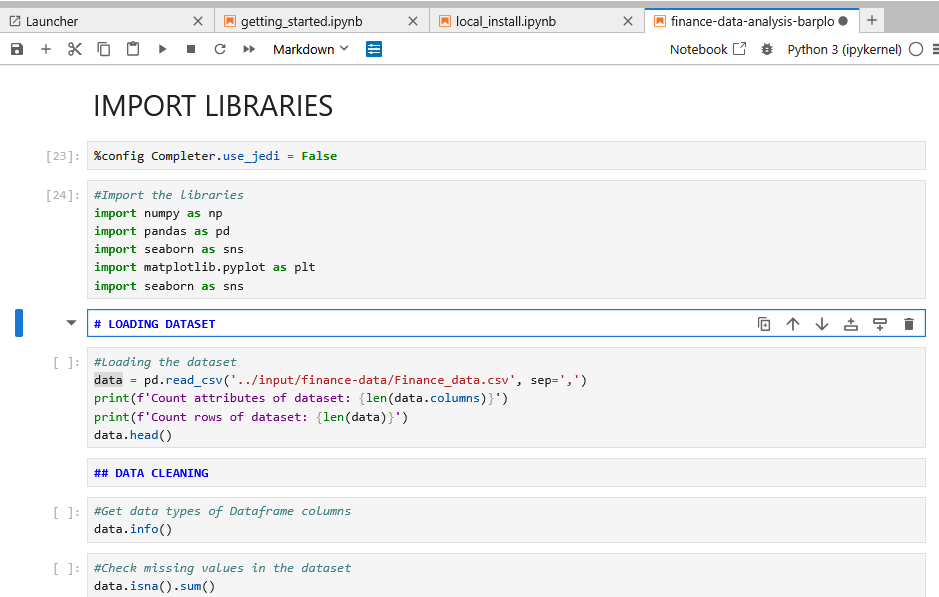 Launcher
getting_started.ipynb
local_install.ipynb
finance-data-analysis-barplo
Markdown
Notebook
Python 3 (ipykernel)
IMPORT LIBRARIES
[23]:
%config Completer.use_jedi = False
[24]:
#Import the libraries
import numpy as np
import pandas as pd
import seaborn as sns
import matplotlib.pyplot as plt
import seaborn as sns
# LOADING DATASET
[ ]:
#Loading the dataset
data = pd.read_csv('../input/finance-data/Finance_data.csv', sep=',')
print(f'Count attributes of dataset: {len(data.columns)}')
print(f'Count rows of dataset: {len(data)}')
data.head()
## DATA CLEANING
[ ]:
#Get data types of Dataframe columns
data.info()
[ ]:
#Check missing values in the dataset
data.isna().sum()